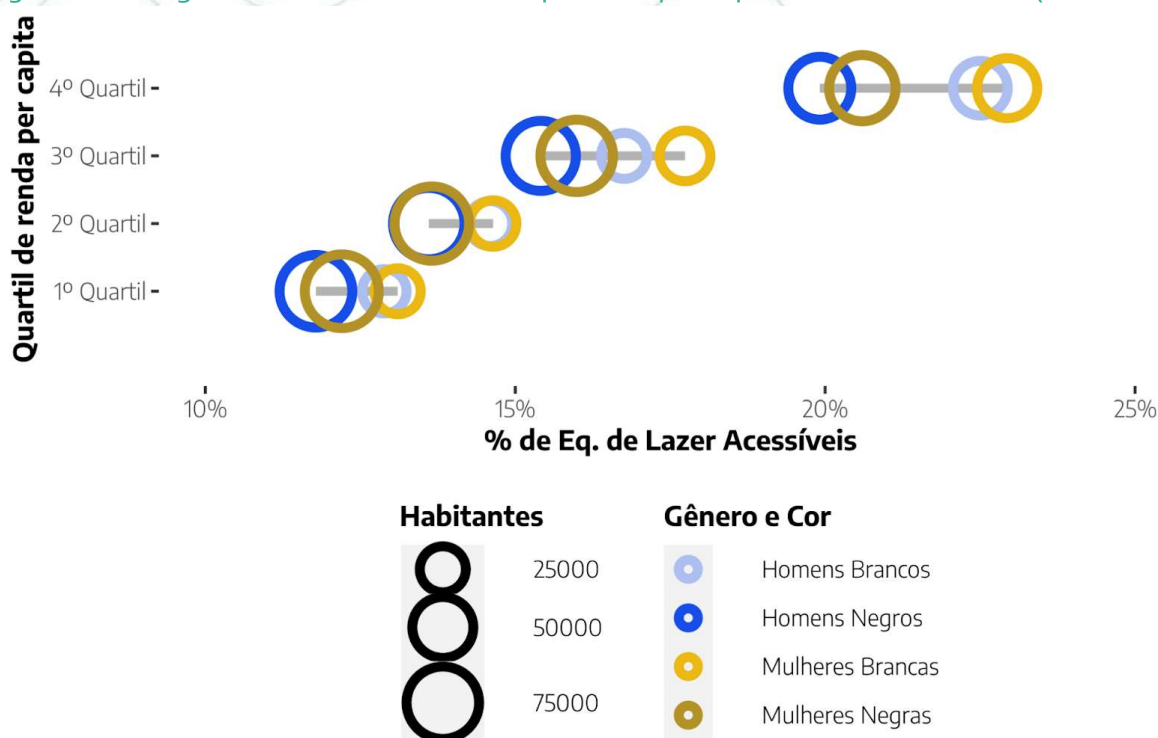 Quartil de renda per capita
4º Quartil
3º Quartil
2º Quartil
1º Quartil
10% 15% 20% 25%
% de Eq. de Lazer Acessíveis
Habitantes
25000
50000
75000
Gênero e Cor
Homens Brancos
Homens Negros
Mulheres Brancas
Mulheres Negras